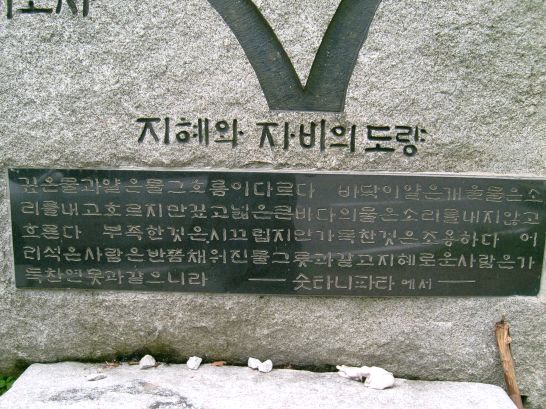 지혜와 자·비의 도량
깊은물과얕은물그흐름이다르다 바닥이얕은개울물은소
리를내고흐르지만깊고넓은큰바다의물은소리를내지않고
흐른다 부족한것은시끄럽지만가득찬것은조용하다 어
리석은사람은반쯤채워진물그릇과같고지혜로운사람은가
득찬연못과같은니라 ── 숫타니파타 에서 ──